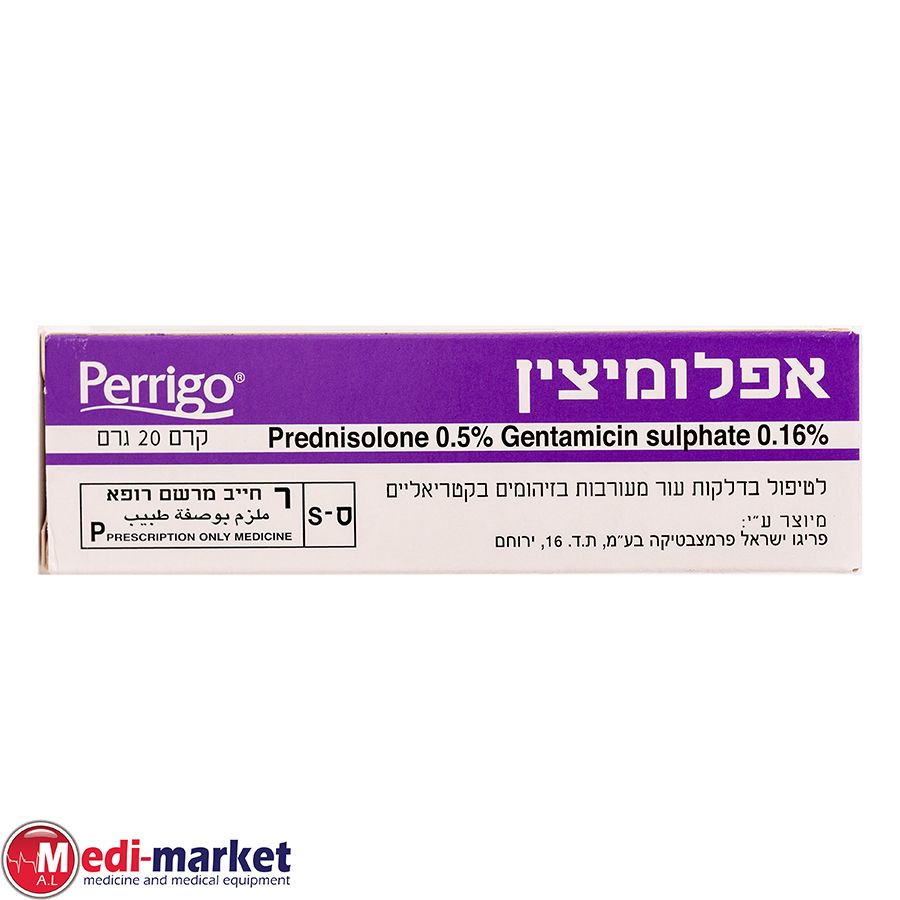 Perrigo®
אפלומיצין
קרם 20 גרם
Prednisolone 0.5% Gentamicin sulphate 0.16%
לטיפול בדלקות עור מעורבות בזיהומים בקטריאליים
מיוצר ע״י:
פריגו ישראל פרמצבטיקה בע״מ, ת.ד. 16, ירוחם
ס-S
ר חייב מרשם רופא
ملزم بوصفة طبيب
P PRESCRIPTION ONLY MEDICINE
Medi-market
A.L
medicine and medical equipment